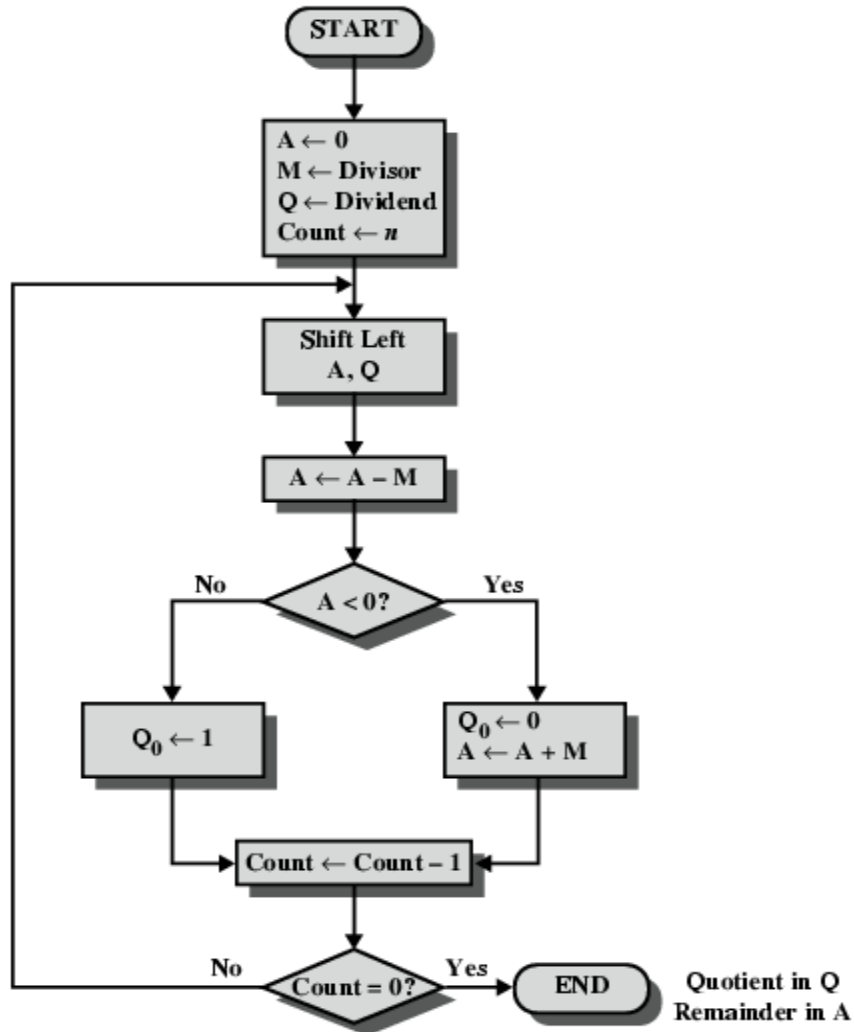 START
A ← 0
M ← Divisor
Q ← Dividend
Count ← n
Shift Left
A, Q
A ← A – M
No
A < 0?
Yes
Q0 ← 1
Q0 ← 0
A ← A + M
Count ← Count – 1
No
Count = 0?
Yes
END
Quotient in Q
Remainder in A